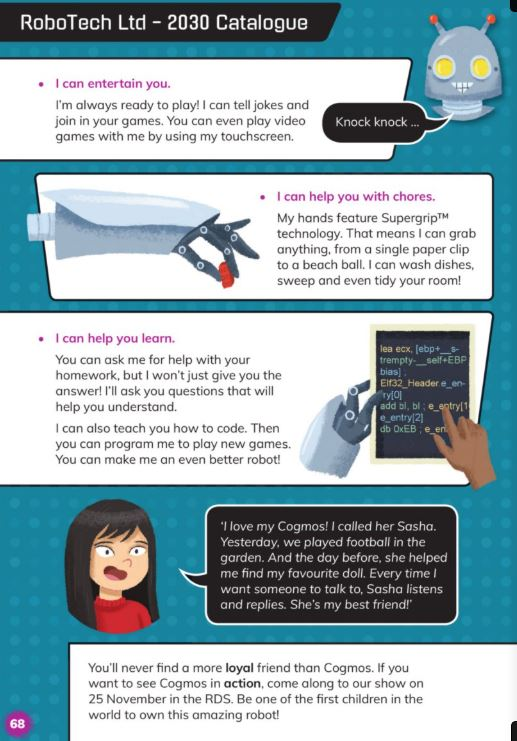 RoboTech Ltd – 2030 Catalogue
• I can entertain you.
I'm always ready to play! I can tell jokes and
join in your games. You can even play video
games with me by using my touchscreen.
Knock knock ...
• I can help you with chores.
My hands feature Supergrip™
technology. That means I can grab
anything, from a single paper clip
to a beach ball. I can wash dishes,
sweep and even tidy your room!
• I can help you learn.
You can ask me for help with your
homework, but I won't just give you the
answer! I'll ask you questions that will
help you understand.
I can also teach you how to code. Then
you can program me to play new games.
You can make me an even better robot!
lea ecx, [ebp+__s-
trempty-__self+EBP
bias] ;
Elf32_Header.e_en-
ry[0]
add bl, bl ; e_entry[1
e_entry[2]
db 0xEB ; e_en
'I love my Cogmos! I called her Sasha.
Yesterday, we played football in the
garden. And the day before, she helped
me find my favourite doll. Every time I
want someone to talk to, Sasha listens
and replies. She's my best friend!'
You'll never find a more loyal friend than Cogmos. If you
want to see Cogmos in action, come along to our show on
25 November in the RDS. Be one of the first children in the
world to own this amazing robot!
68